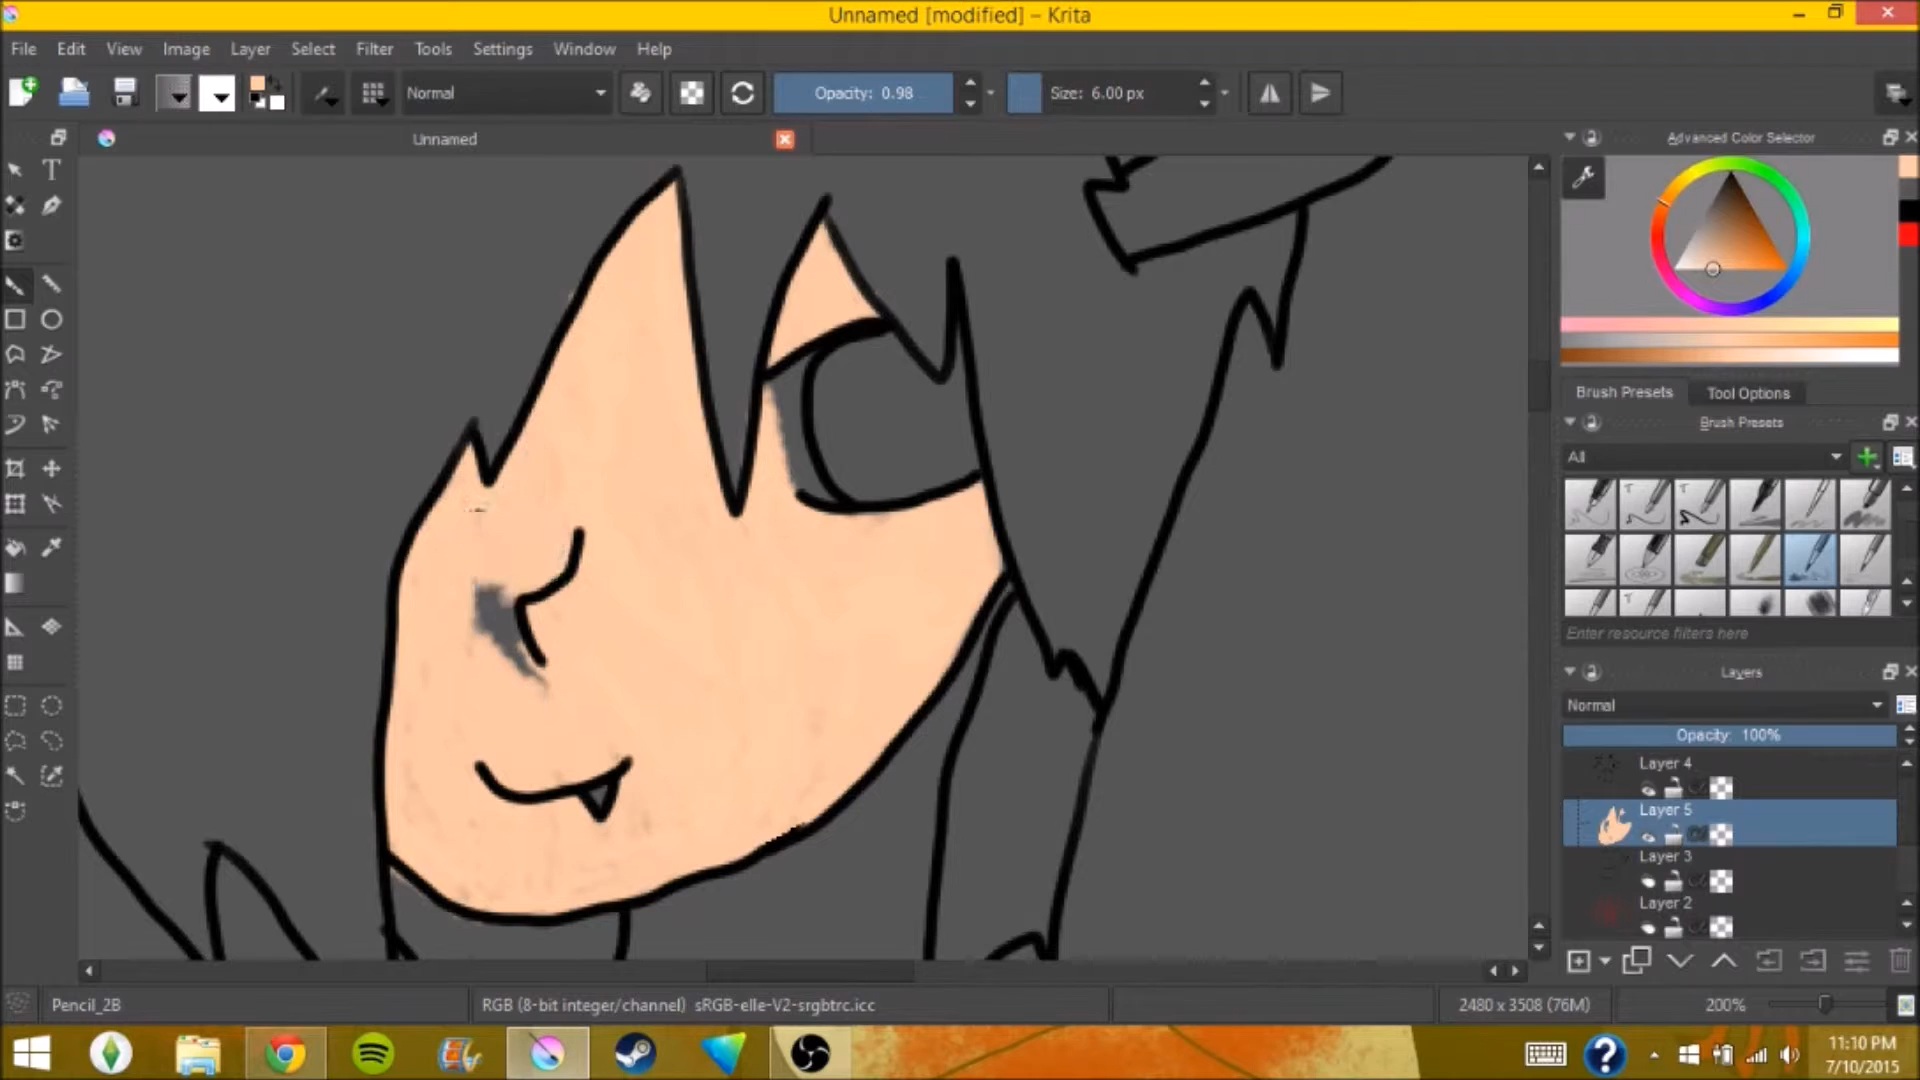 Unnamed [modified] – Krita
File Edit View Image Layer Select Filter Tools Settings Window Help
Normal Opacity: 0.98 Size: 6.00 px
Unnamed
Advanced Color Selector
T
Brush Presets Tool Options
Brush Presets
All
Enter resource filters here
Layers
Normal
Opacity: 100%
Layer 4
Layer 5
Layer 3
Layer 2
Pencil_2B RGB (8-bit integer/channel) sRGB-elle-V2-srgbtrc.icc 2480 x 3508 (76M) 200%
11:10 PM
7/10/2015